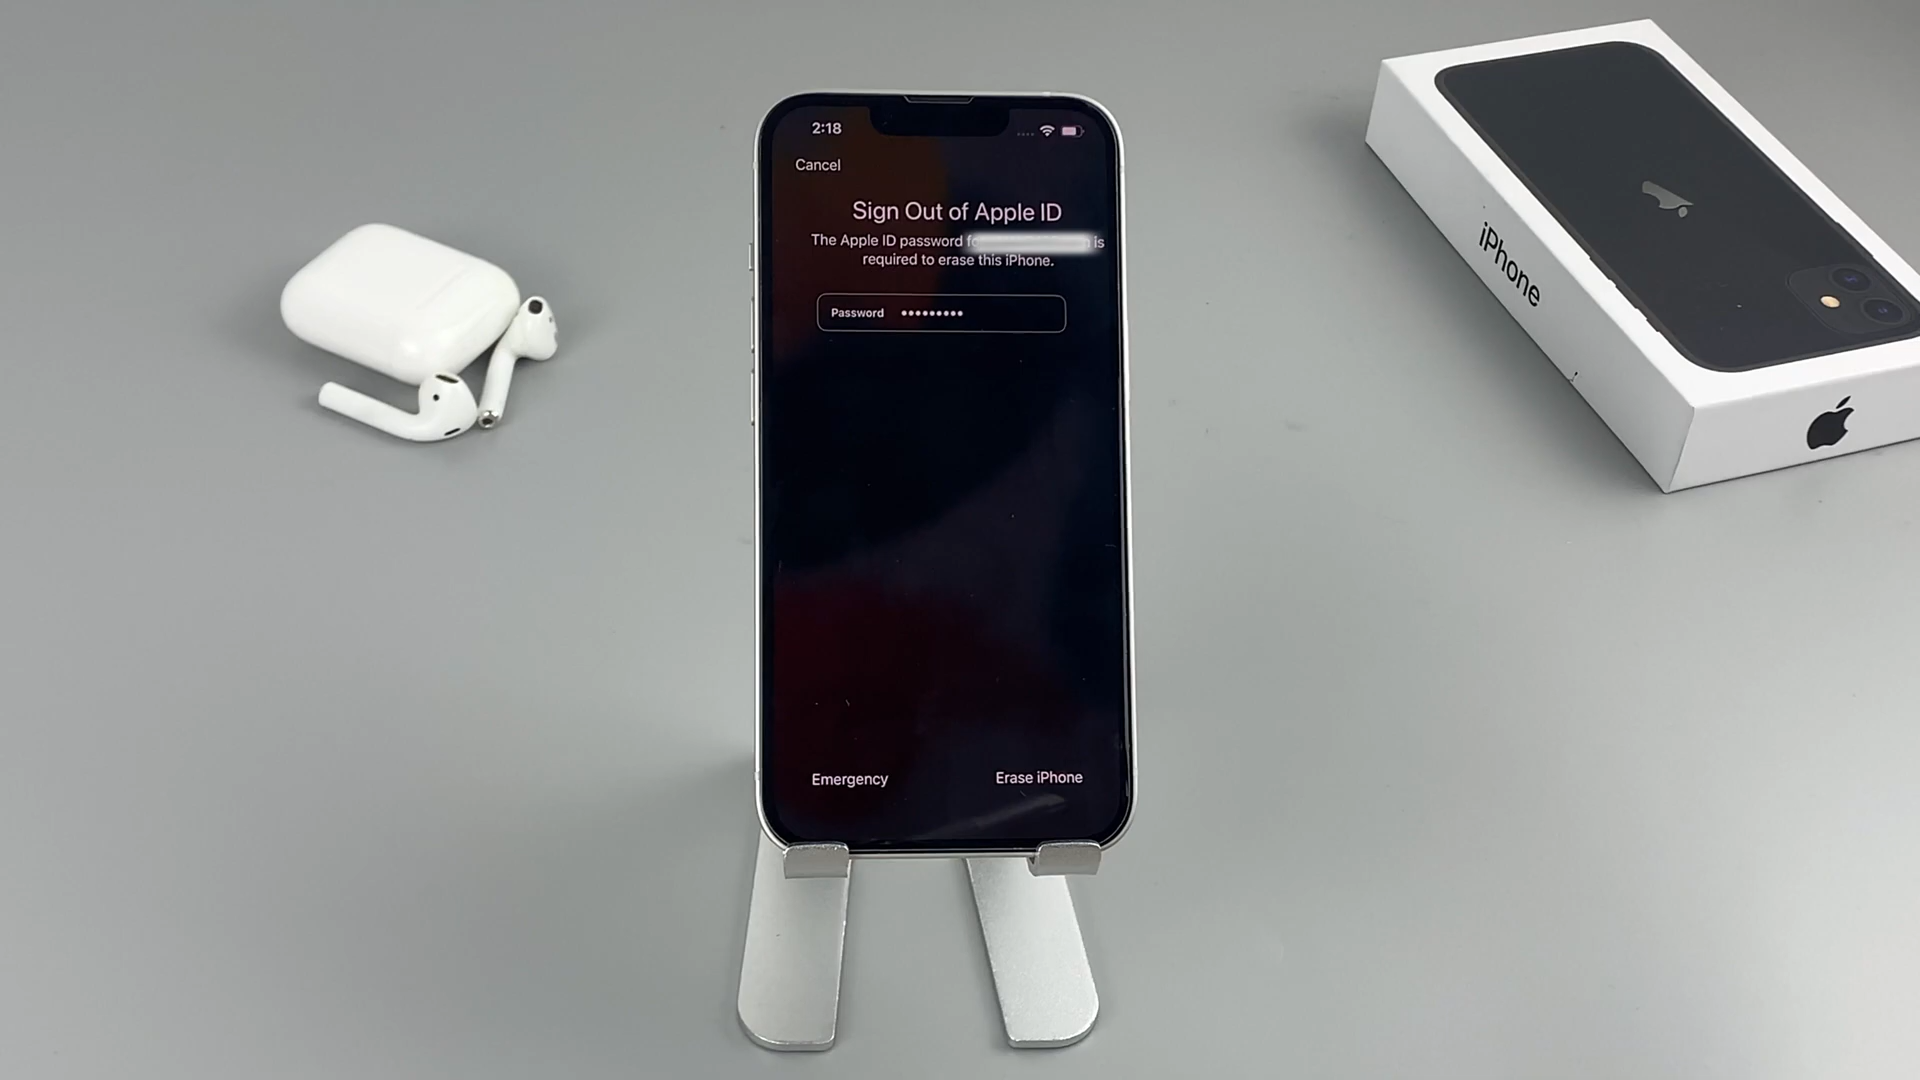 2:18
Cancel
Sign Out of Apple ID
The Apple ID password is
required to erase this iPhone.
Password •••••••••
Emergency Erase iPhone
iPhone